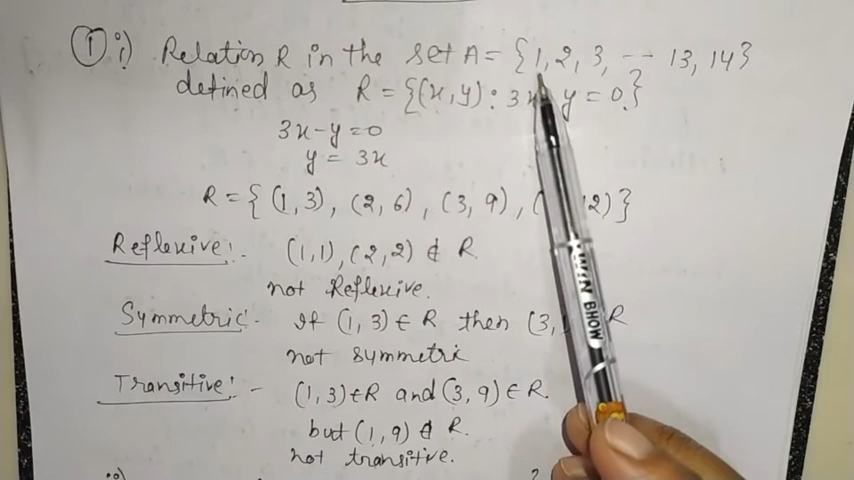 ① i) Relation R in the set A = {1, 2, 3, -- 13, 14}
defined as R = {(x,y) : 3x y = 0.}
3x-y=0
y = 3x
R = { (1,3), (2,6), (3,9), ( ,12) }
Reflexive:- (1,1), (2,2) ∉ R
not Reflexive.
Symmetric- If (1,3) ∈ R then (3, R
not symmetric
Transitive:- (1,3) ∈ R and (3,9) ∈ R.
but (1,9) ∉ R.
not transitive.